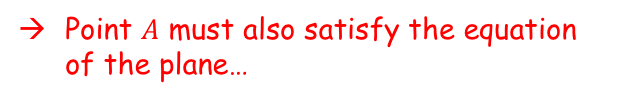 → Point A must also satisfy the equation
of the plane…